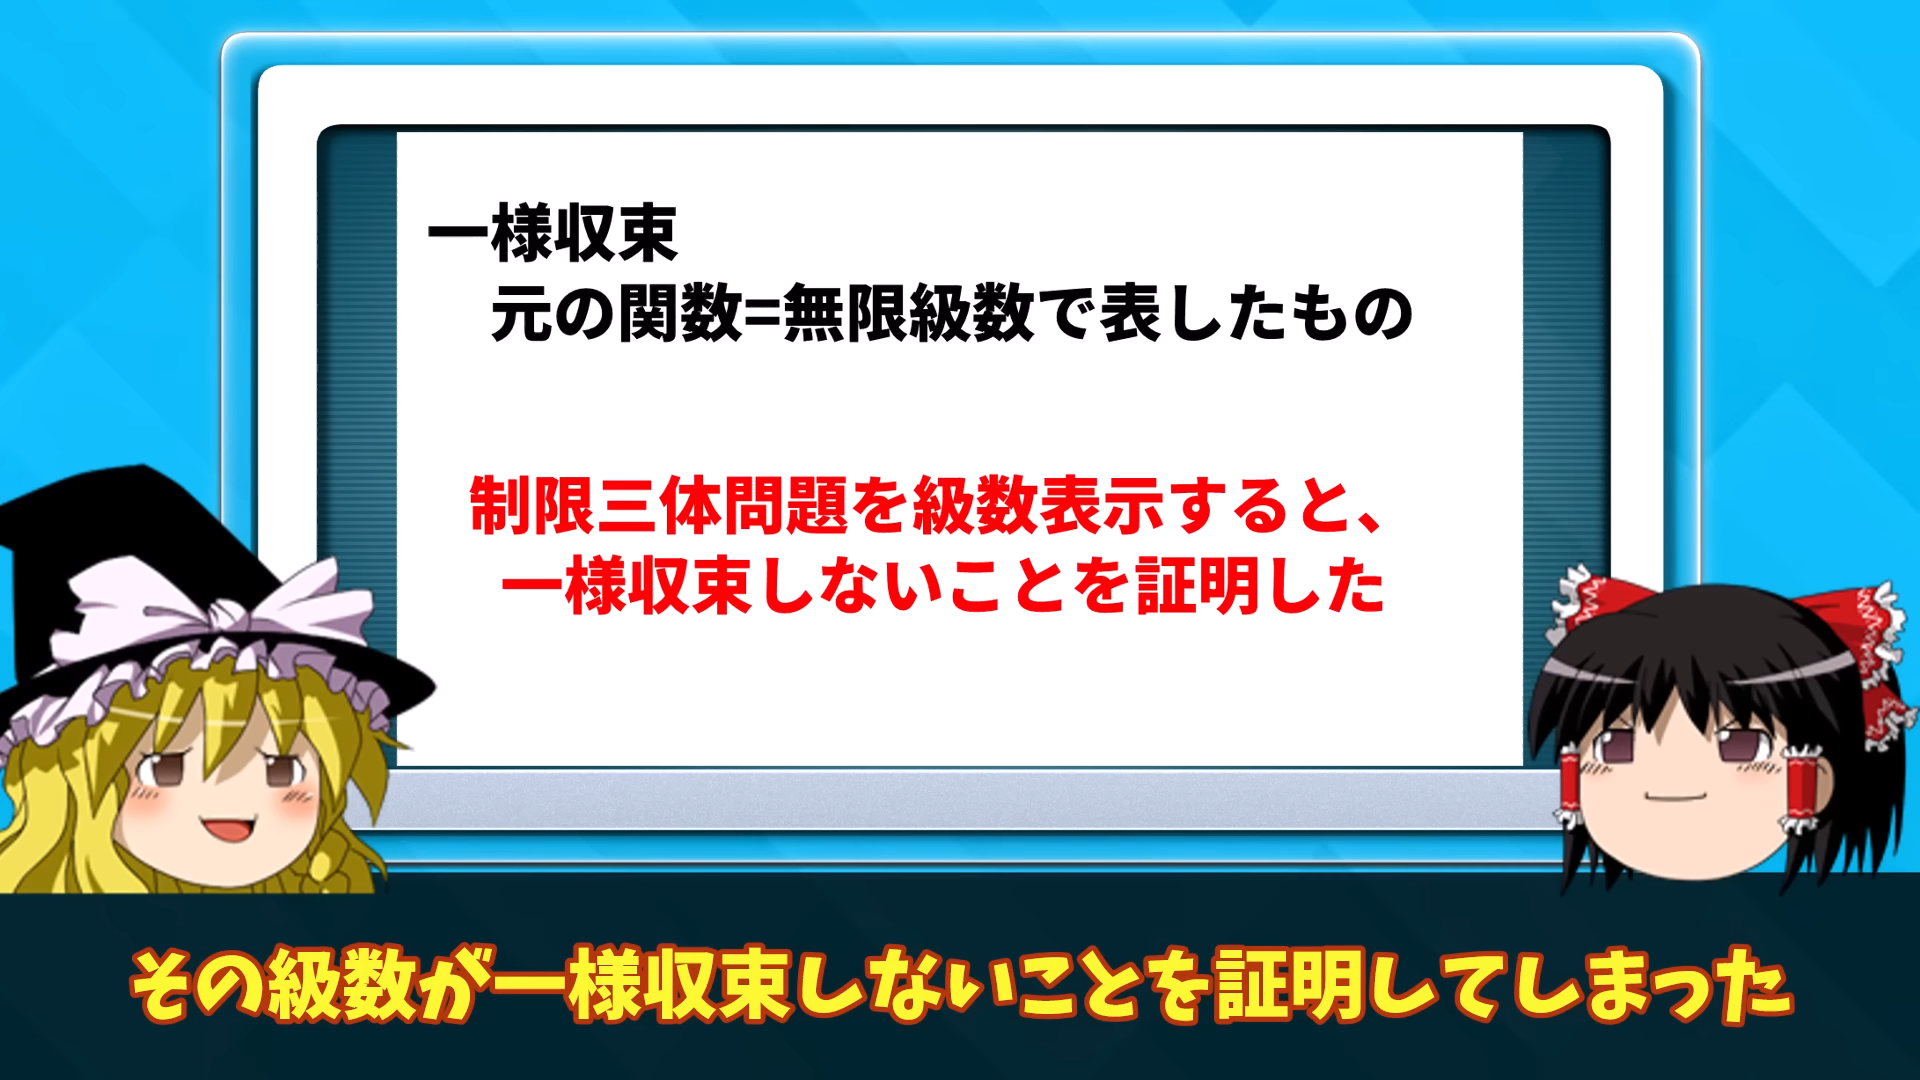 一様収束
元の関数=無限級数で表したもの
制限三体問題を級数表示すると、
一様収束しないことを証明した
その級数が一様収束しないことを証明してしまった